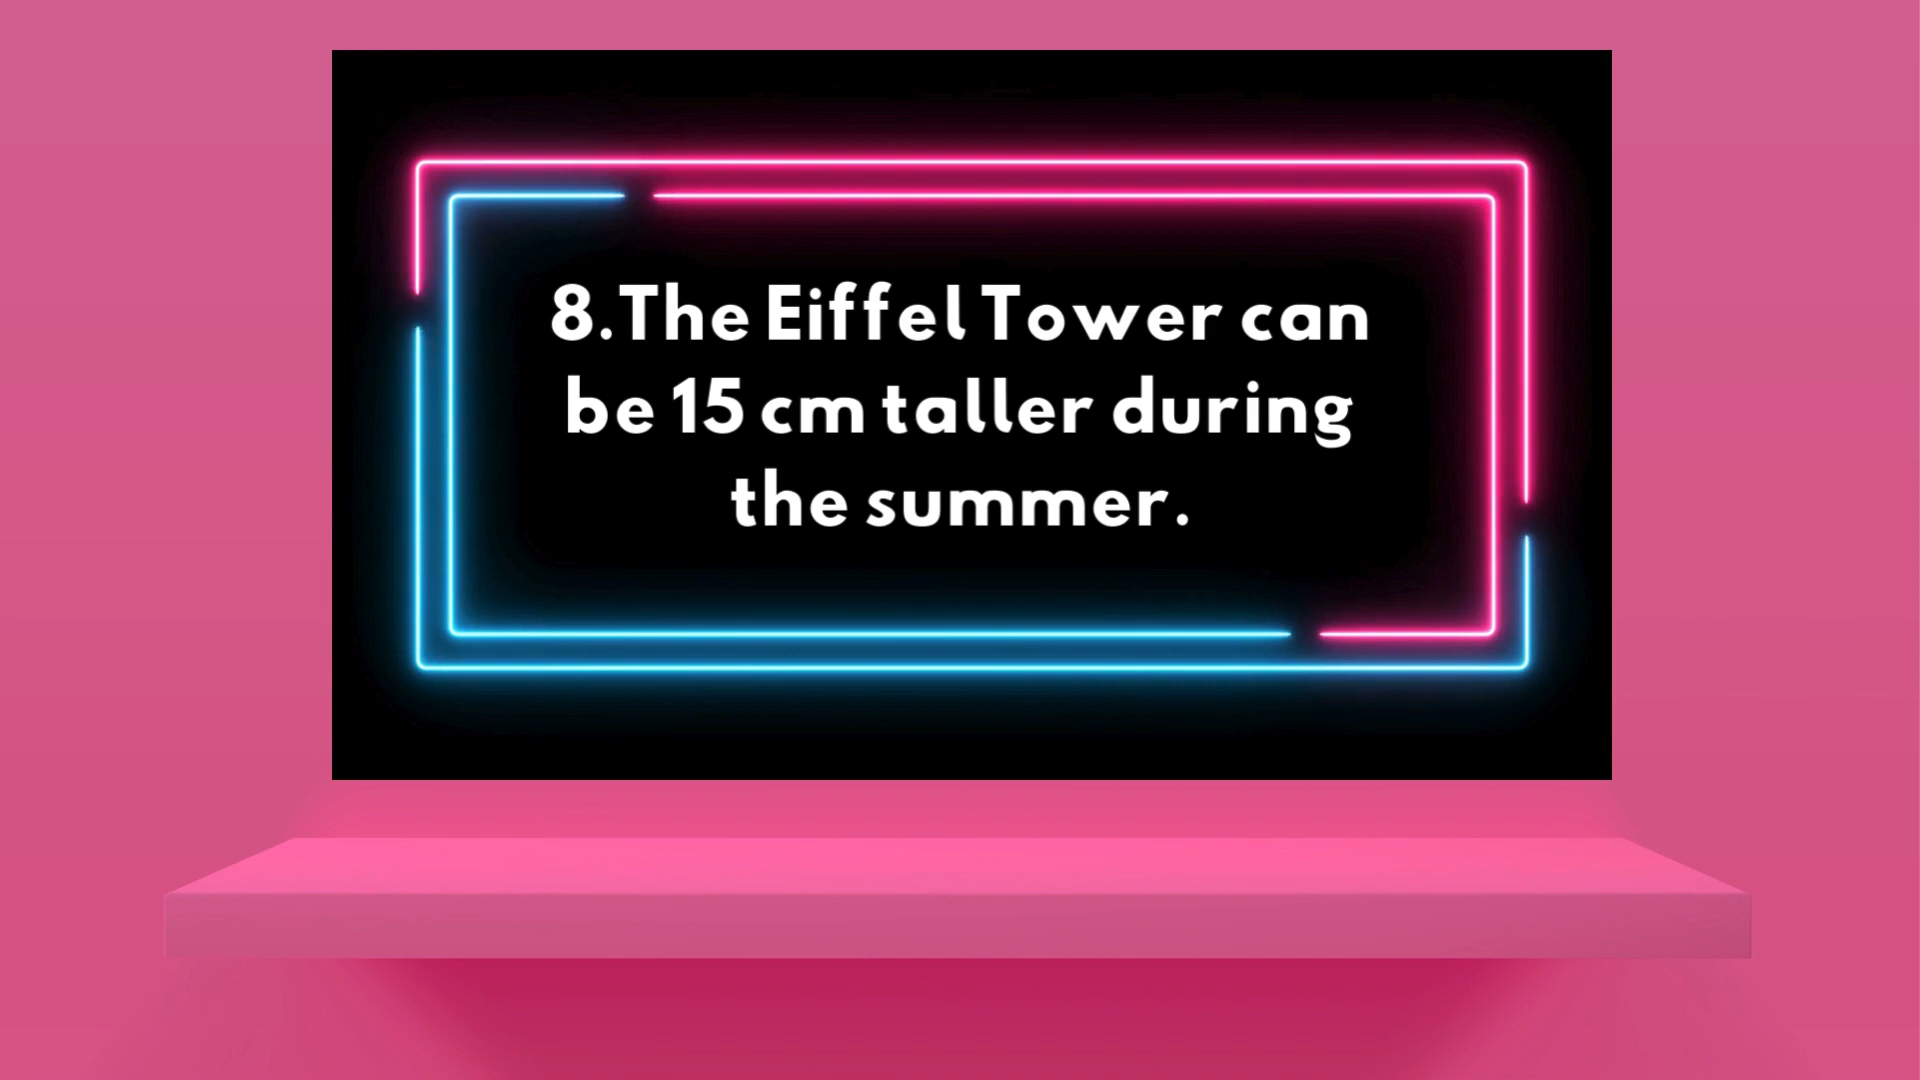 8.The Eiffel Tower can
be 15 cm taller during
the summer.